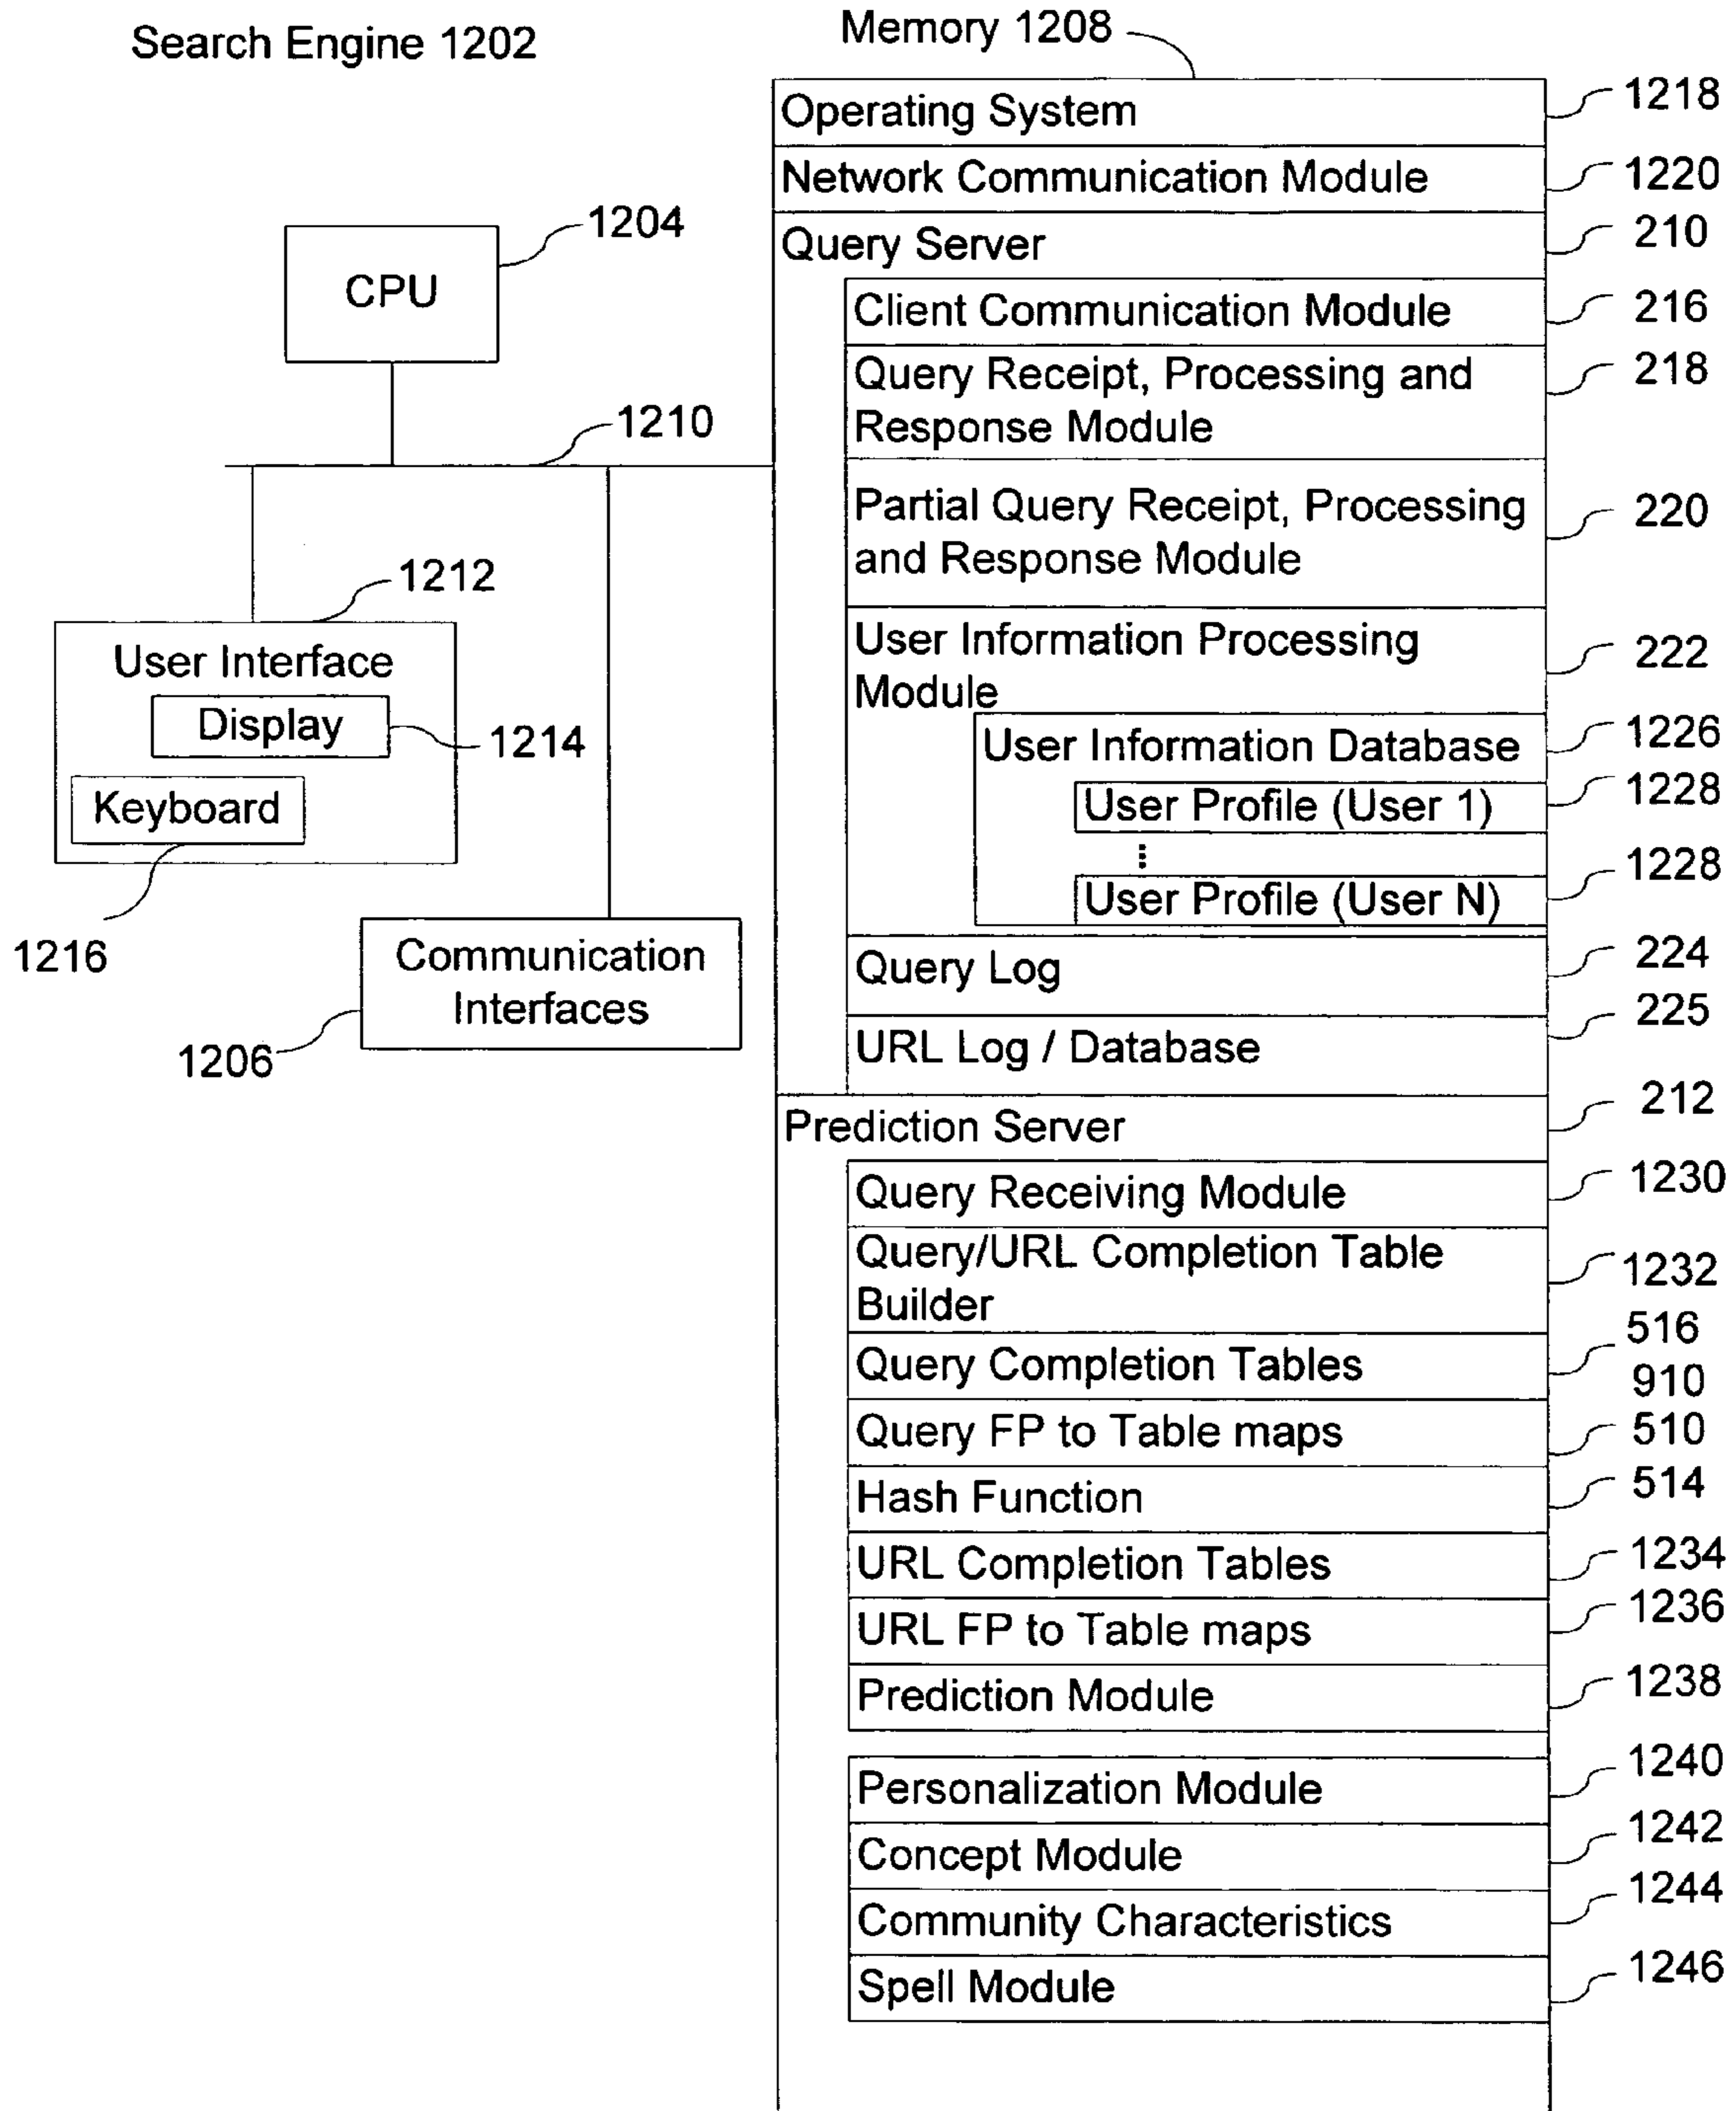 Search Engine 1202
Memory 1208
Operating System
1218
Network Communication Module
1220
Query Server
210
Client Communication Module
216
Query Receipt, Processing and
Response Module
218
Partial Query Receipt, Processing
and Response Module
220
User Information Processing
Module
222
User Information Database
1226
User Profile (User 1)
1228
⋮
User Profile (User N)
1228
Query Log
224
URL Log / Database
225
Prediction Server
212
Query Receiving Module
1230
Query/URL Completion Table
Builder
1232
Query Completion Tables
516
910
Query FP to Table maps
510
Hash Function
514
URL Completion Tables
1234
URL FP to Table maps
1236
Prediction Module
1238
Personalization Module
1240
Concept Module
1242
Community Characteristics
1244
Spell Module
1246
CPU
1204
1210
1212
User Interface
Display
1214
Keyboard
1216
Communication
Interfaces
1206